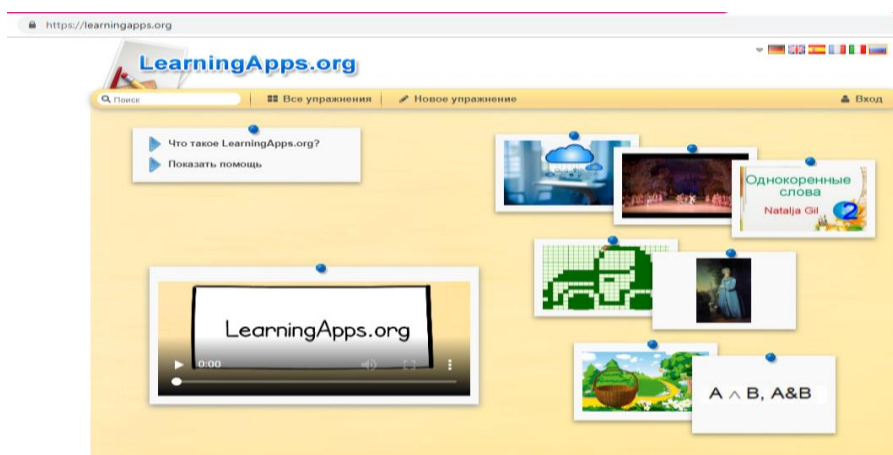 https://learningapps.org
LearningApps.org
Поиск
Все упражнения
Новое упражнение
Вход
Что такое LearningApps.org?
Показать помощь
Однокоренные
слова
Natalja Gil
2
LearningApps.org
0:00
A ∧ B, A&B